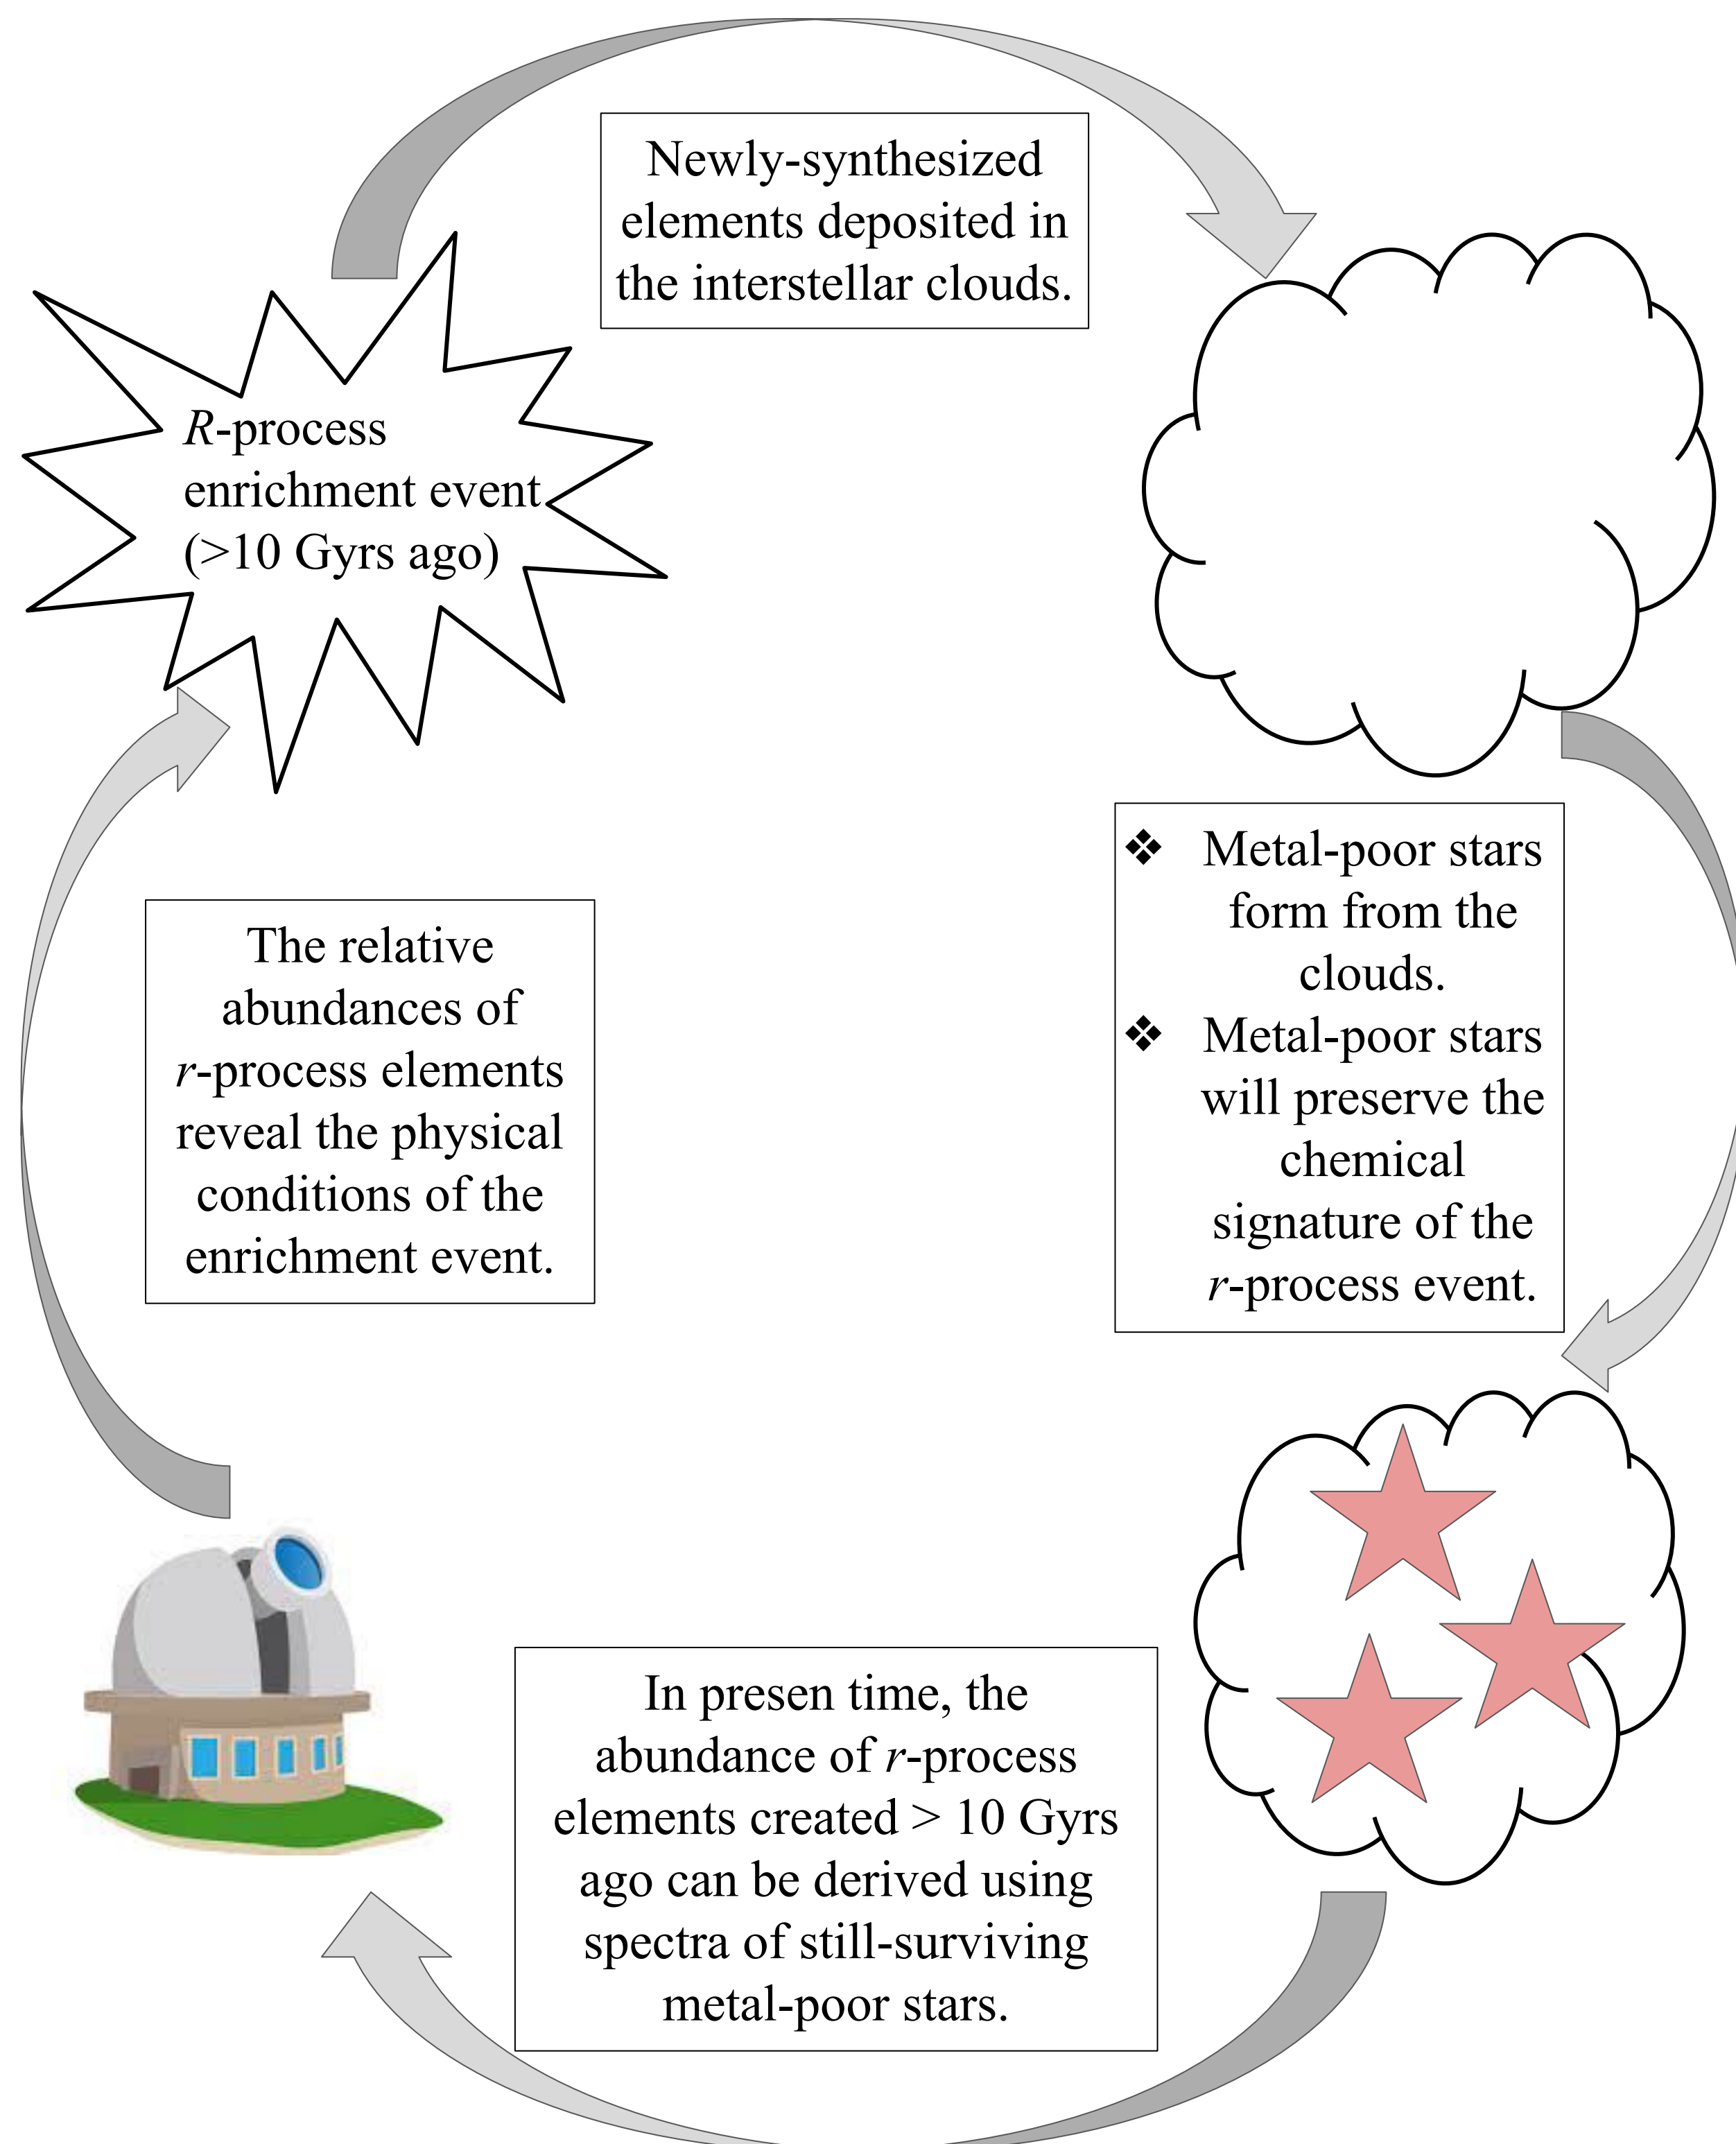 Newly-synthesized
elements deposited in
the interstellar clouds.
R-process
enrichment event
(>10 Gyrs ago)
❖ Metal-poor stars
form from the
clouds.
❖ Metal-poor stars
will preserve the
chemical
signature of the
r-process event.
The relative
abundances of
r-process elements
reveal the physical
conditions of the
enrichment event.
In presen time, the
abundance of r-process
elements created > 10 Gyrs
ago can be derived using
spectra of still-surviving
metal-poor stars.